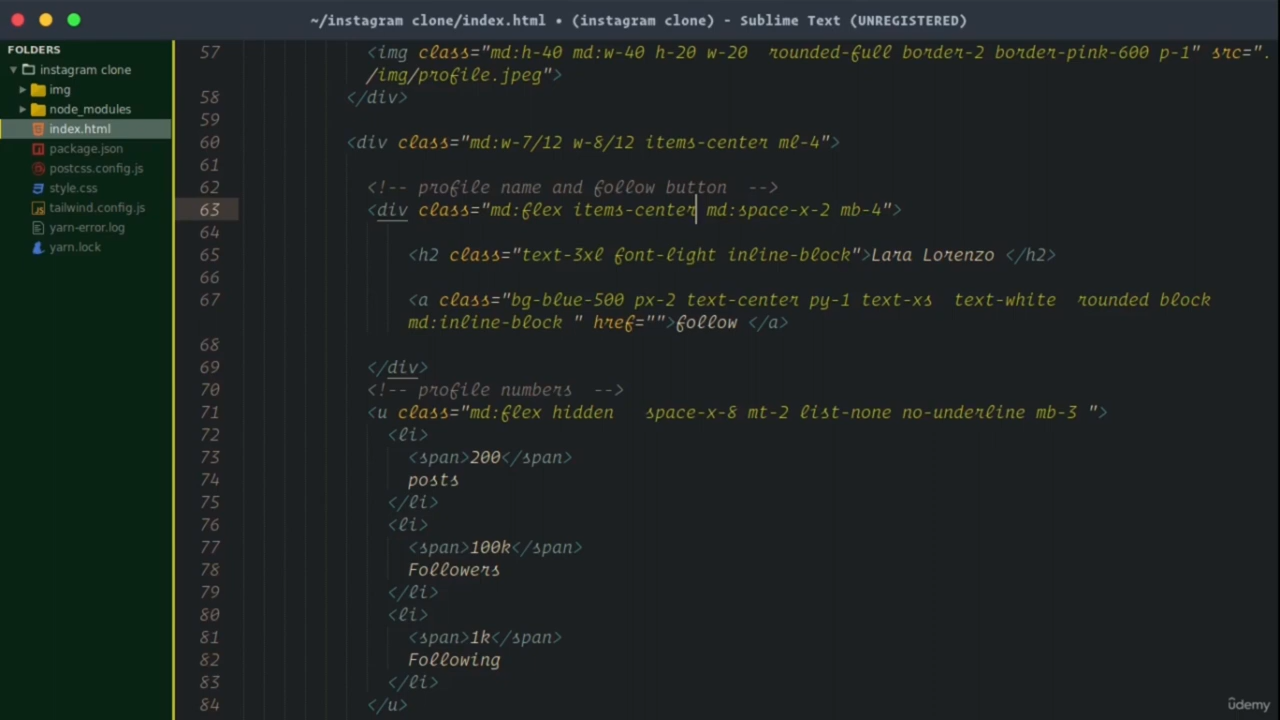 ~/instagram clone/index.html • (instagram clone) - Sublime Text (UNREGISTERED)
FOLDERS
instagram clone
img
node_modules
index.html
package.json
postcss.config.js
style.css
tailwind.config.js
yarn-error.log
yarn.lock
57 <img class="md:h-40 md:w-40 h-20 w-20  rounded-full border-2 border-pink-600 p-1" src=".
/img/profile.jpeg">
58 </div>
59
60 <div class="md:w-7/12 w-8/12 items-center ml-4">
61
62 <!-- profile name and follow button  -->
63 <div class="md:flex items-center md:space-x-2 mb-4">
64
65 <h2 class="text-3xl font-light inline-block">Lara Lorenzo </h2>
66
67 <a class="bg-blue-500 px-2 text-center py-1 text-xs  text-white  rounded block
md:inline-block " href="">follow </a>
68
69 </div>
70 <!-- profile numbers  -->
71 <u class="md:flex hidden   space-x-8 mt-2 list-none no-underline mb-3 ">
72 <li>
73 <span>200</span>
74 posts
75 </li>
76 <li>
77 <span>100k</span>
78 Followers
79 </li>
80 <li>
81 <span>1k</span>
82 Following
83 </li>
84 </u>
ûdemy